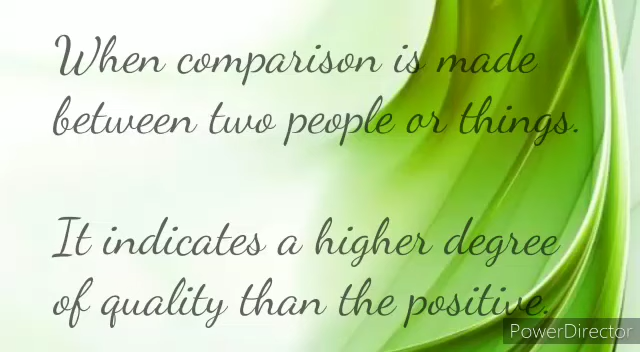 When comparison is made
between two people or things.
It indicates a higher degree
of quality than the positive.
PowerDirector